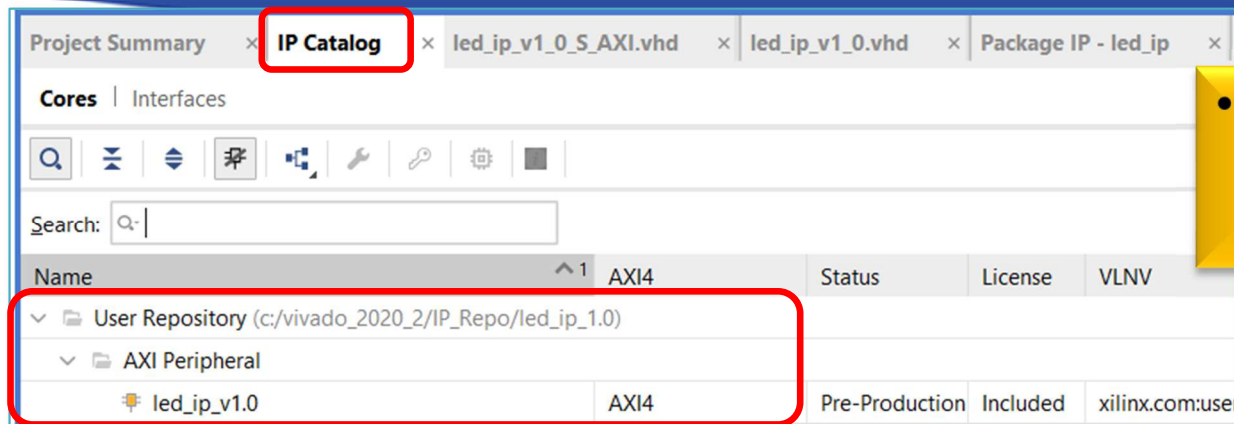 Project Summary × IP Catalog × led_ip_v1_0_S_AXI.vhd × led_ip_v1_0.vhd × Package IP - led_ip ×
Cores | Interfaces
Search:
Name 1 AXI4 Status License VLNV
User Repository (c:/vivado_2020_2/IP_Repo/led_ip_1.0)
AXI Peripheral
led_ip_v1.0 AXI4 Pre-Production Included xilinx.com:user